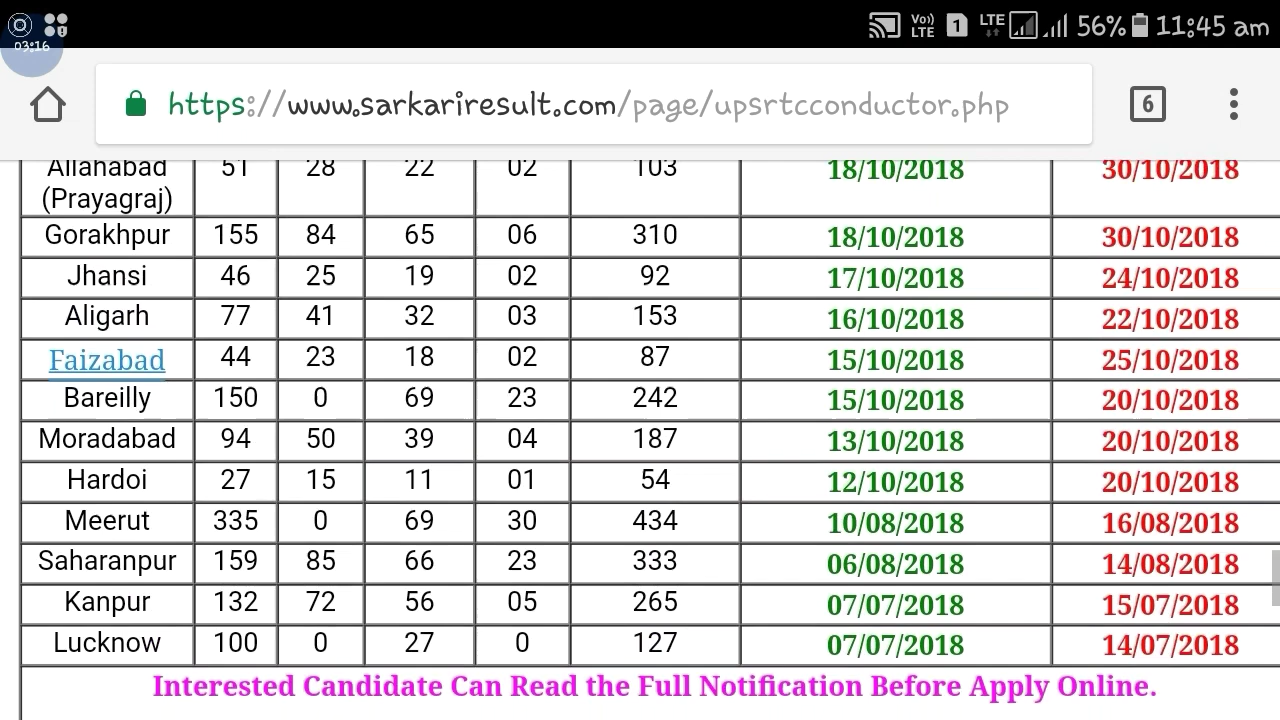 Vo)) LTE 1 LTE 56% 11:45 am
03:16
https://www.sarkariresult.com/page/upsrtcconductor.php 6
Allahabad (Prayagraj) 51 28 22 02 103 18/10/2018 30/10/2018
Gorakhpur 155 84 65 06 310 18/10/2018 30/10/2018
Jhansi 46 25 19 02 92 17/10/2018 24/10/2018
Aligarh 77 41 32 03 153 16/10/2018 22/10/2018
Faizabad 44 23 18 02 87 15/10/2018 25/10/2018
Bareilly 150 0 69 23 242 15/10/2018 20/10/2018
Moradabad 94 50 39 04 187 13/10/2018 20/10/2018
Hardoi 27 15 11 01 54 12/10/2018 20/10/2018
Meerut 335 0 69 30 434 10/08/2018 16/08/2018
Saharanpur 159 85 66 23 333 06/08/2018 14/08/2018
Kanpur 132 72 56 05 265 07/07/2018 15/07/2018
Lucknow 100 0 27 0 127 07/07/2018 14/07/2018
Interested Candidate Can Read the Full Notification Before Apply Online.